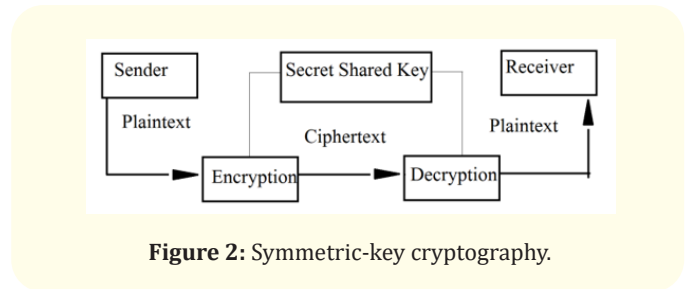 Sender
Secret Shared Key
Receiver
Plaintext
Ciphertext
Plaintext
Encryption
Decryption
Figure 2: Symmetric-key cryptography.